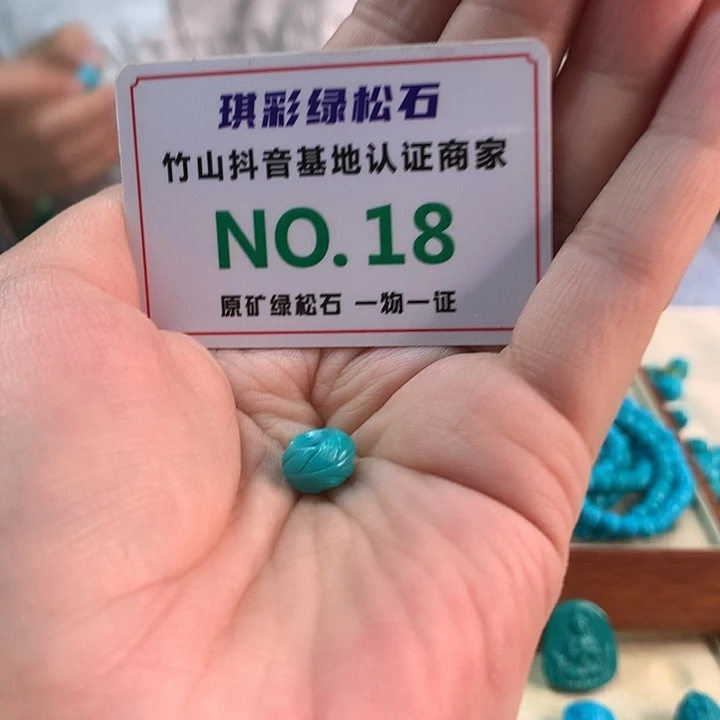 琪彩绿松石
竹山抖音基地认证商家
NO.18
原矿绿松石 一物一证